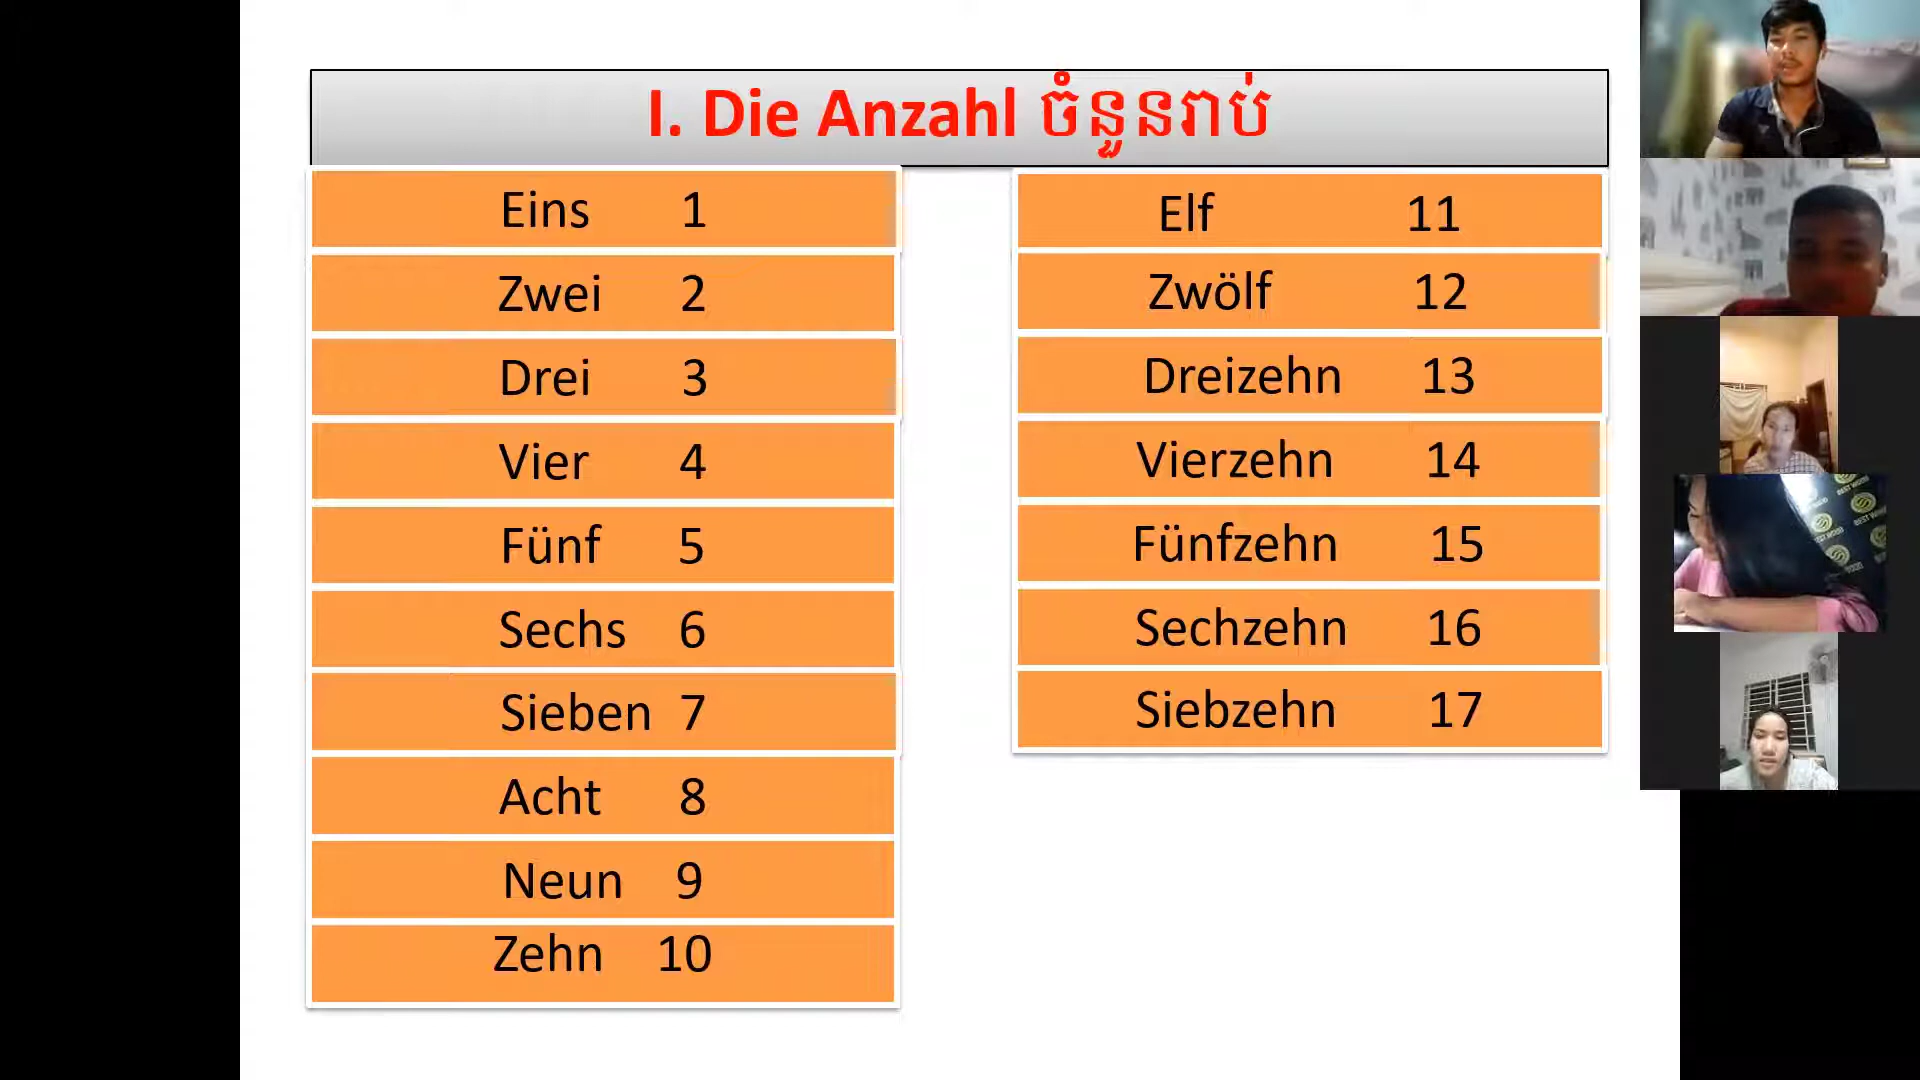 I. Die Anzahl ចំនួនរាប់
Eins 1
Zwei 2
Drei 3
Vier 4
Fünf 5
Sechs 6
Sieben 7
Acht 8
Neun 9
Zehn 10
Elf 11
Zwölf 12
Dreizehn 13
Vierzehn 14
Fünfzehn 15
Sechzehn 16
Siebzehn 17